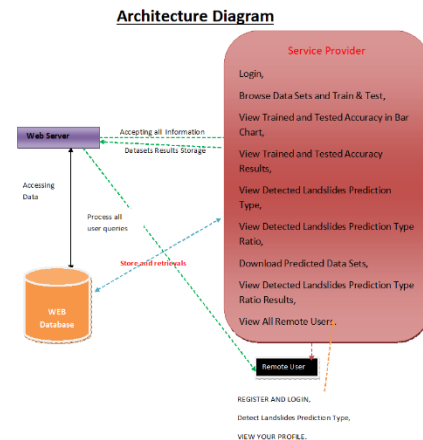 Architecture Diagram
Service Provider
Login,
Browse Data Sets and Train & Test,
View Trained and Tested Accuracy in Bar
Chart,
View Trained and Tested Accuracy
Results,
View Detected Landslides Prediction
Type,
View Detected Landslides Prediction Type
Ratio,
Download Predicted Data Sets,
View Detected Landslides Prediction Type
Ratio Results,
View All Remote Users.
Web Server
Accepting all Information
Datasets Results Storage
Accessing
Data
Process all
user queries
Store and retrievals
WEB
Database
Remote User
REGISTER AND LOGIN,
Detect Landslides Prediction Type,
VIEW YOUR PROFILE.